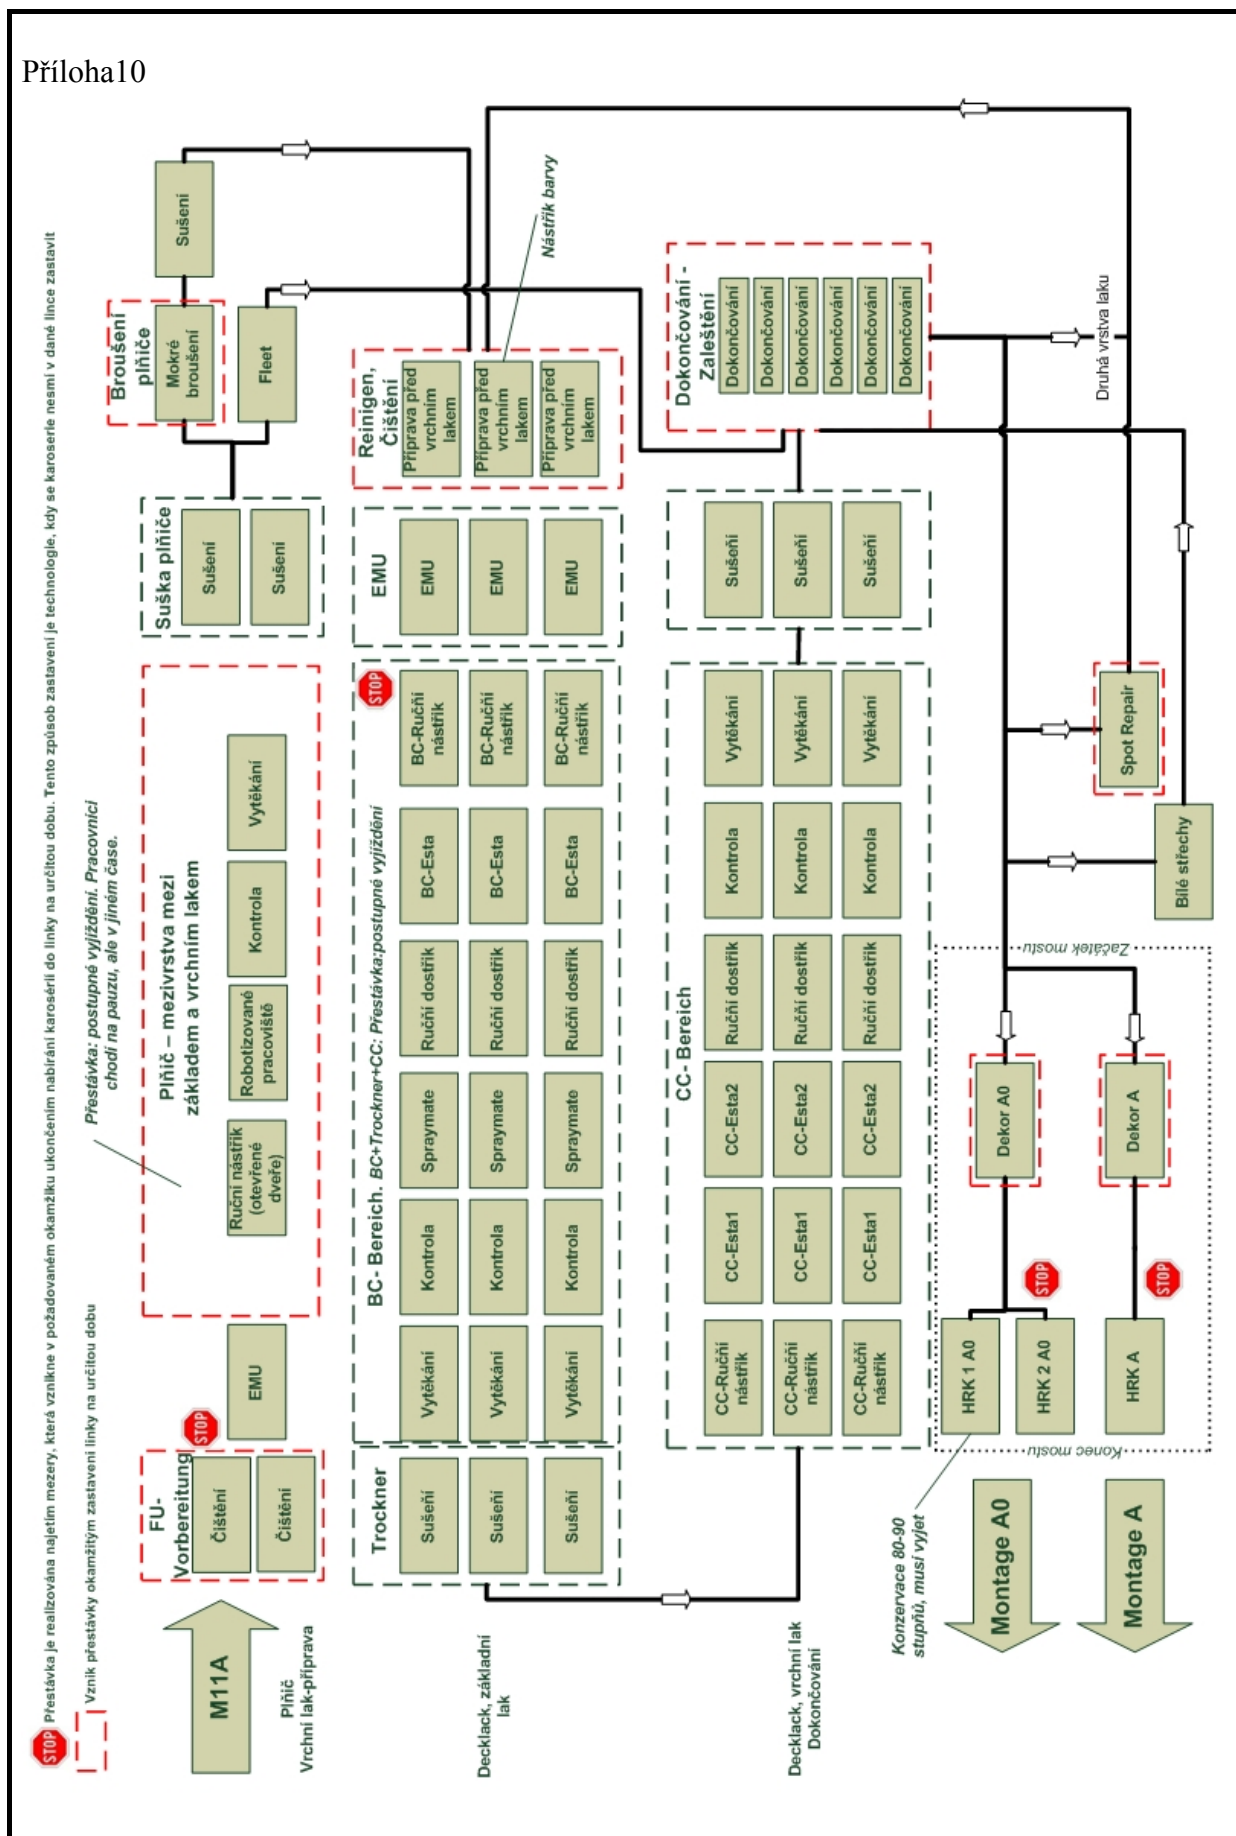 Příloha10
STOP
Přestávka je realizována najetím mezery, která vznikne v požadovaném okamžiku ukončením nabírání karosérií do linky na určitou dobu. Tento způsob zastavení je technologie, kdy se karoserie nesmí v dané lince zastavit
Vznik přestávky okamžitým zastavení linky na určitou dobu
M11A
Plnič
Vrchní lak-příprava
FU-
Vorbereitung
Čištění
Čištění
STOP
EMU
Přestávka: postupné vyjíždění. Pracovníci
chodí na pauzu, ale v jiném čase.
Plnič – mezivrstva mezi
základem a vrchním lakem
Ruční nástřik
(otevřené
dveře)
Robotizované
pracoviště
Kontrola
Vytěkání
Suška plniče
Sušení
Sušení
Broušení
plniče
Mokré
broušení
Sušení
Fleet
Decklack, základní
lak
Trockner
Sušení
Sušení
Sušení
BC- Bereich. BC+Trockner+CC: Přestávka:postupné vyjíždění
Vytěkání
Kontrola
Spraymate
Ruční dostřik
BC-Esta
BC-Ruční
nástřik
Vytěkání
Kontrola
Spraymate
Ruční dostřik
BC-Esta
BC-Ruční
nástřik
Vytěkání
Kontrola
Spraymate
Ruční dostřik
BC-Esta
BC-Ruční
nástřik
STOP
EMU
EMU
EMU
EMU
Reinigen,
Čištění
Příprava před
vrchním
lakem
Příprava před
vrchním
lakem
Příprava před
vrchním
lakem
Nástřik barvy
Decklack, vrchní lak
Dokončování
CC- Bereich
CC-Ruční
nástřik
CC-Esta1
CC-Esta2
Ruční dostřik
Kontrola
Vytěkání
CC-Ruční
nástřik
CC-Esta1
CC-Esta2
Ruční dostřik
Kontrola
Vytěkání
CC-Ruční
nástřik
CC-Esta1
CC-Esta2
Ruční dostřik
Kontrola
Vytěkání
Sušení
Sušení
Sušení
Dokončování -
Zaleštění
Dokončování
Dokončování
Dokončování
Dokončování
Dokončování
Dokončování
Konzervace 80-90
stupňů, musí vyjet
Montage A0
Montage A
Konec mostu
HRK 1 A0
HRK 2 A0
HRK A
STOP
STOP
Dekor A0
Dekor A
Začátek mostu
Bílé střechy
Spot Repair
Druhá vrstva laku